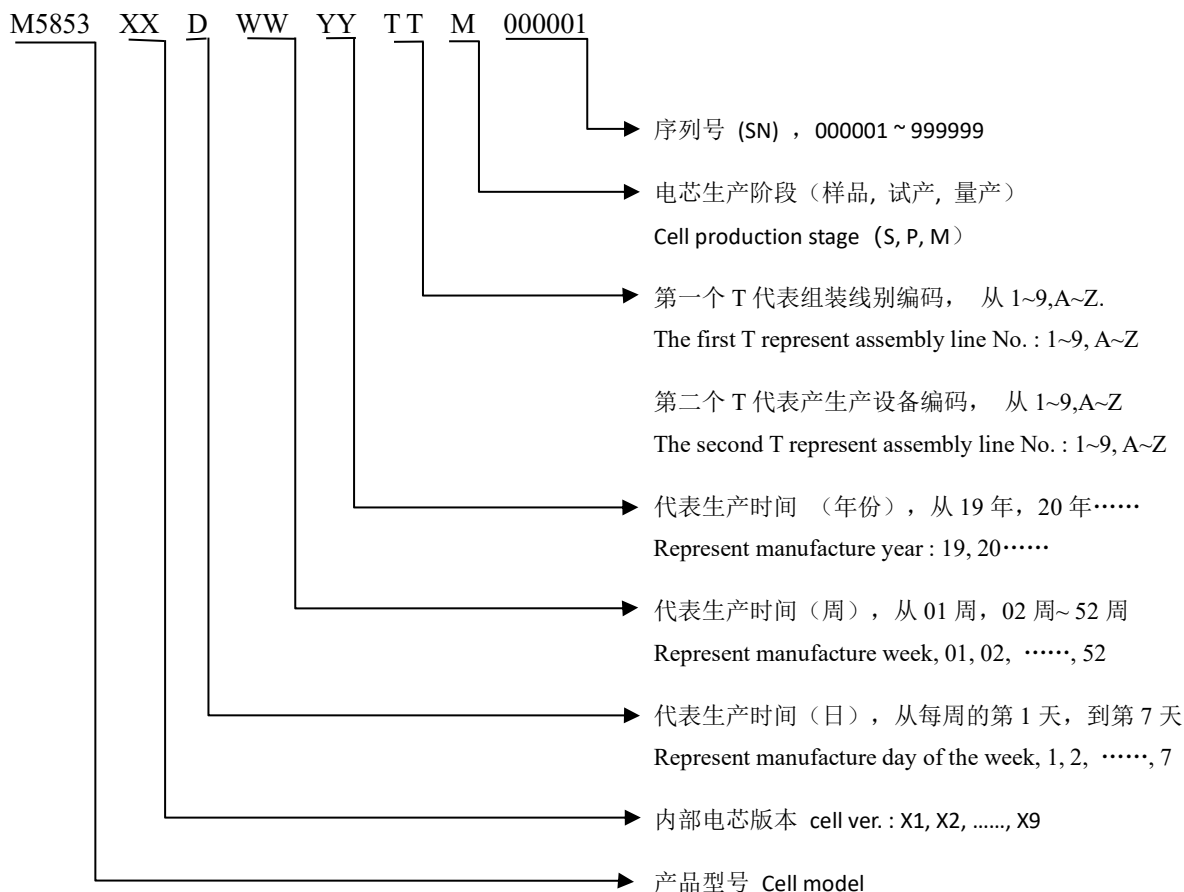 M5853 XX D WW YY T T M 000001
序列号 (SN) ，000001 ~ 999999
电芯生产阶段（样品, 试产, 量产）
Cell production stage（S, P, M）
第一个 T 代表组装线别编码， 从 1~9,A~Z.
The first T represent assembly line No. : 1~9, A~Z
第二个 T 代表产生产设备编码， 从 1~9,A~Z
The second T represent assembly line No. : 1~9, A~Z
代表生产时间 （年份），从 19 年，20 年······
Represent manufacture year : 19, 20······
代表生产时间（周），从 01 周，02 周~ 52 周
Represent manufacture week, 01, 02, ······, 52
代表生产时间（日），从每周的第 1 天，到第 7 天
Represent manufacture day of the week, 1, 2, ······, 7
内部电芯版本 cell ver. : X1, X2, ……, X9
产品型号 Cell model